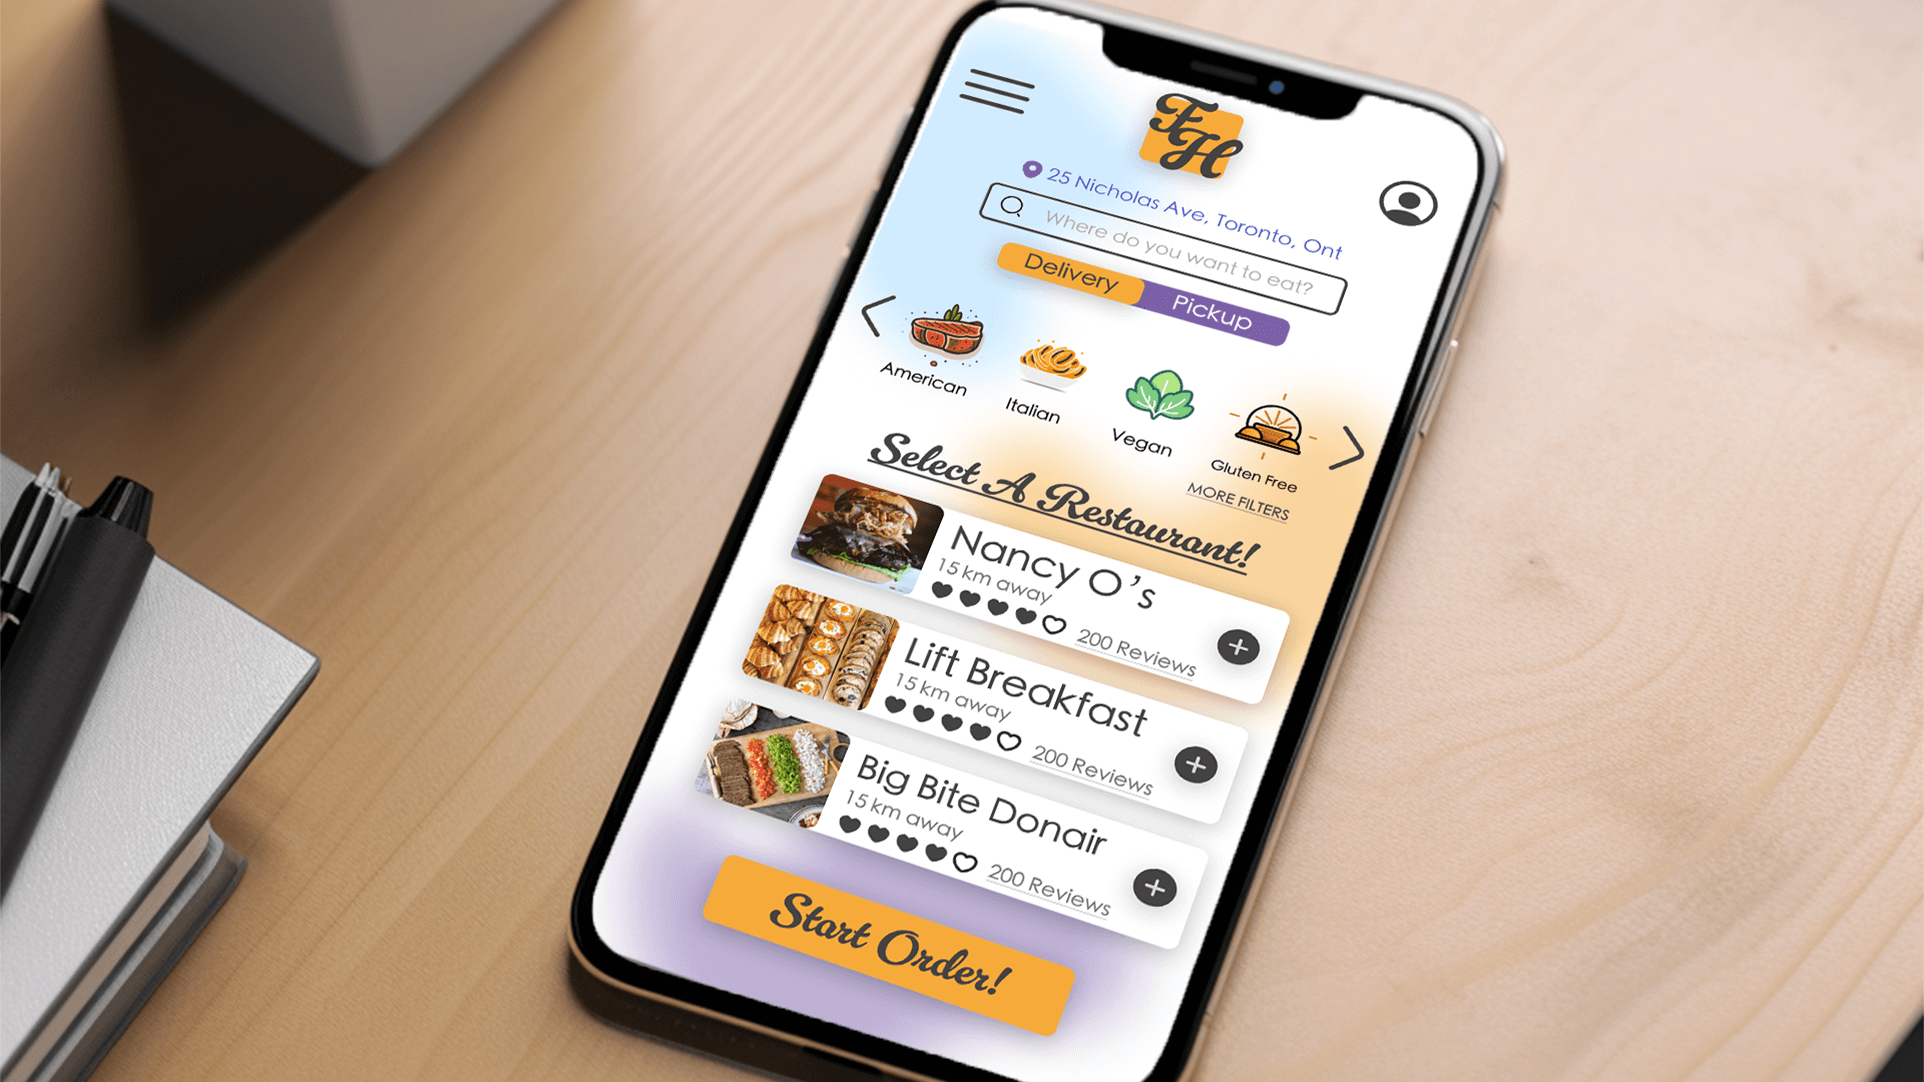 FH
25 Nicholas Ave, Toronto, Ont
Where do you want to eat?
Delivery Pickup
American Italian Vegan Gluten Free
MORE FILTERS
Select A Restaurant!
Nancy O's
15 km away
200 Reviews
Lift Breakfast
15 km away
200 Reviews
Big Bite Donair
15 km away
200 Reviews
Start Order!